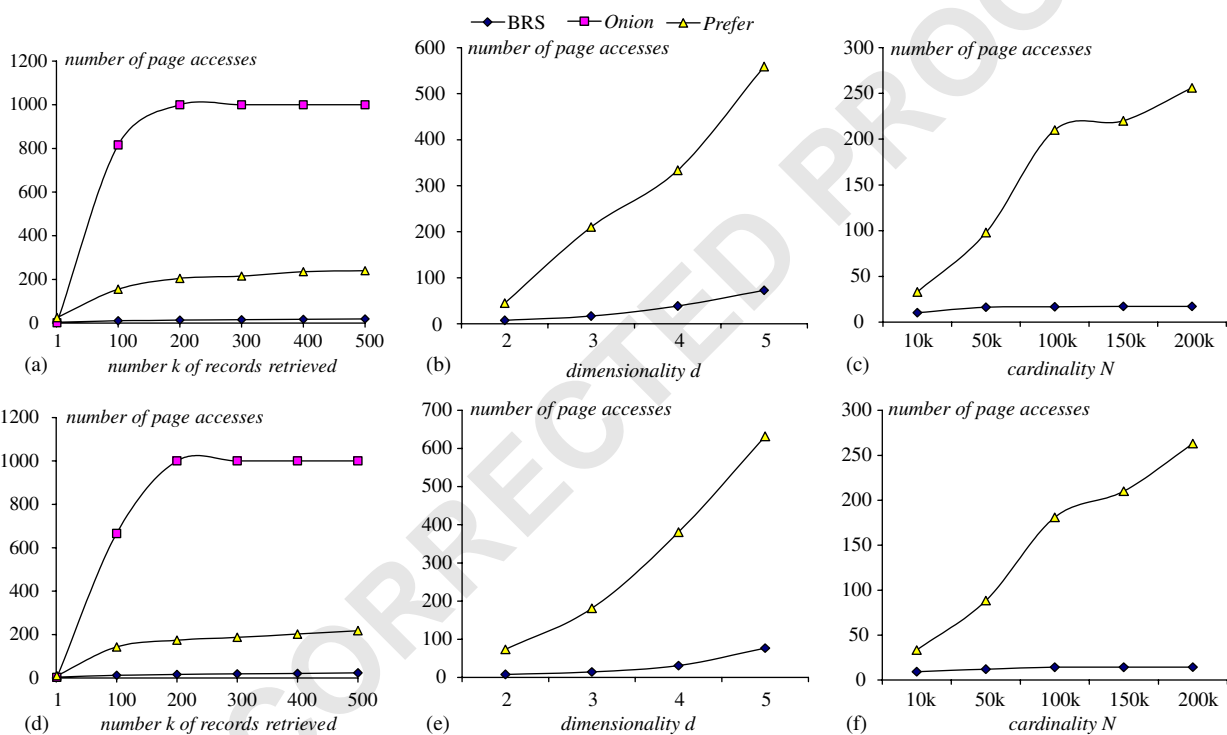 BRS Onion Prefer
number of page accesses
1200
1000
800
600
400
200
0
1 100 200 300 400 500
(a) number k of records retrieved
number of page accesses
600
500
400
300
200
100
0
2 3 4 5
(b) dimensionality d
number of page accesses
300
250
200
150
100
50
0
10k 50k 100k 150k 200k
(c) cardinality N
number of page accesses
1200
1000
800
600
400
200
0
1 100 200 300 400 500
(d) number k of records retrieved
number of page accesses
700
600
500
400
300
200
100
0
2 3 4 5
(e) dimensionality d
number of page accesses
300
250
200
150
100
50
0
10k 50k 100k 150k 200k
(f) cardinality N
CORRECTED PROO